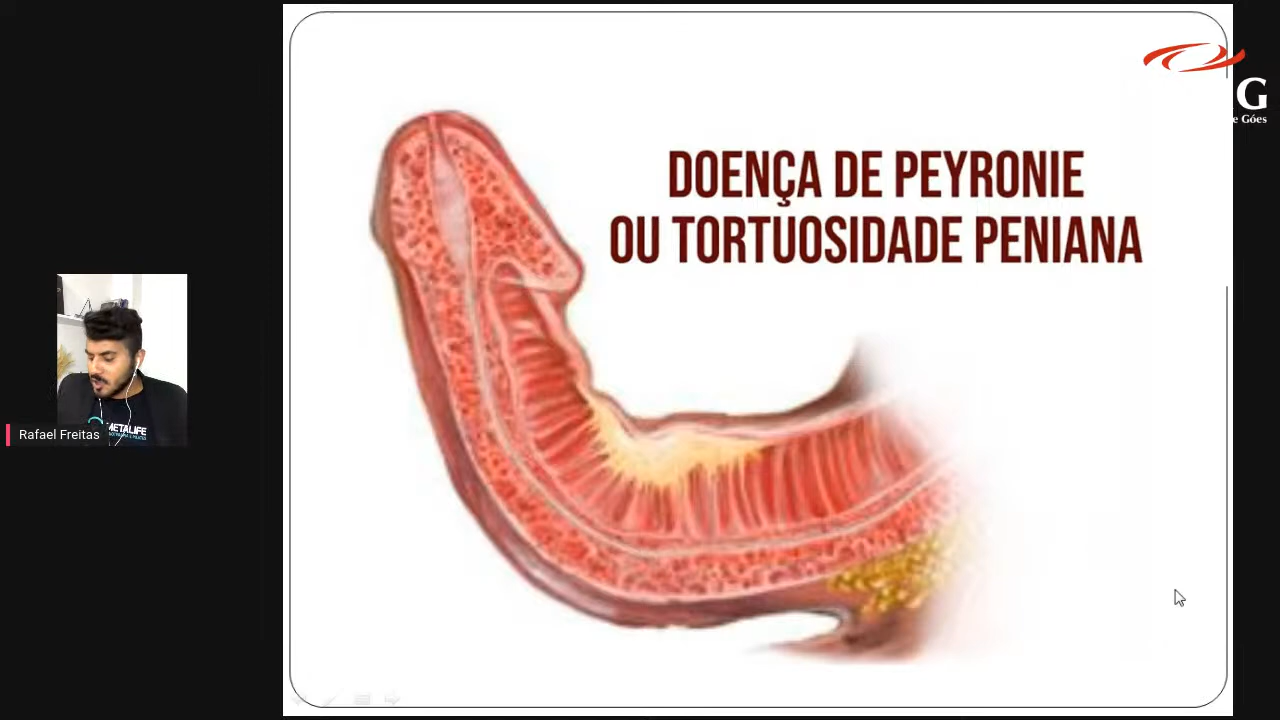 DOENÇA DE PEYRONIE
OU TORTUOSIDADE PENIANA
G
e Góes
METALIFE
Rafael Freitas